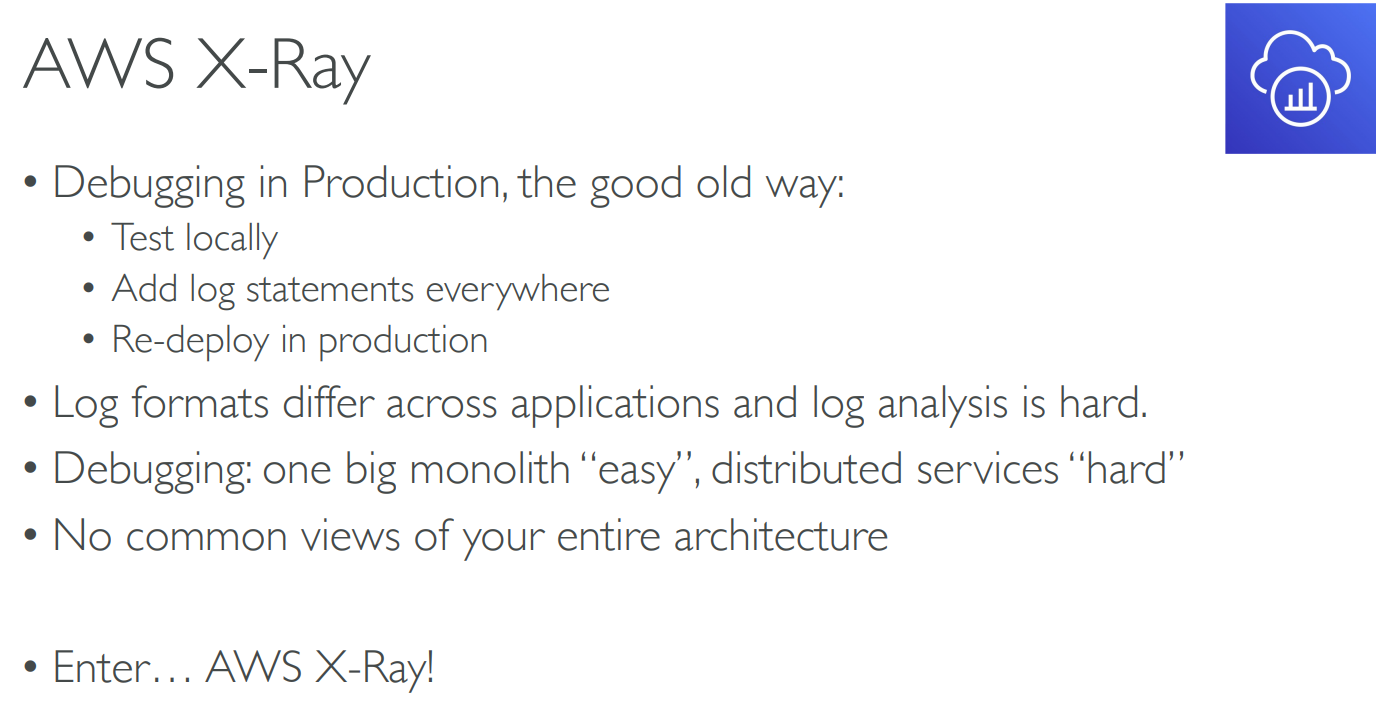 AWS X-Ray
• Debugging in Production, the good old way:
• Test locally
• Add log statements everywhere
• Re-deploy in production
• Log formats differ across applications and log analysis is hard.
• Debugging: one big monolith “easy”, distributed services “hard”
• No common views of your entire architecture
• Enter… AWS X-Ray!